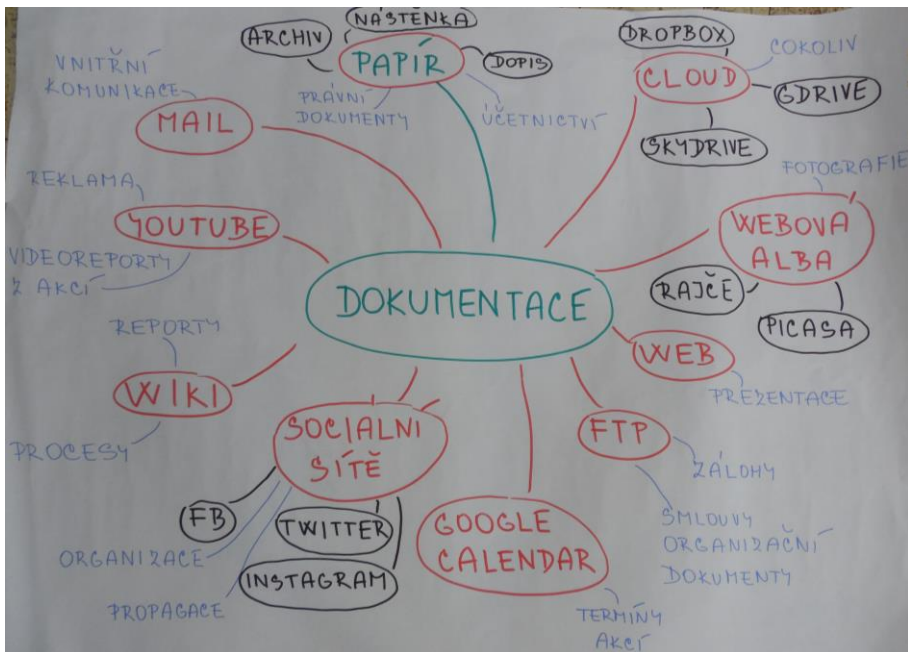 NÁSTĚNKA
ARCHIV
PAPÍR
DOPIS
PRÁVNÍ
DOKUMENTY
ÚČETNICTVÍ
DROPBOX
COKOLIV
CLOUD
GDRIVE
SKYDRIVE
VNITŘNÍ
KOMUNIKACE
MAIL
FOTOGRAFIE
REKLAMA
YOUTUBE
VIDEOREPORTY
Z AKCÍ
WEBOVÁ
ALBA
RAJČE
PICASA
DOKUMENTACE
WEB
PREZENTACE
REPORTY
WIKI
PROCESY
SOCIÁLNÍ
SÍTĚ
FB
TWITTER
INSTAGRAM
ORGANIZACE
PROPAGACE
GOOGLE
CALENDAR
TERMÍNY
AKCÍ
FTP
ZÁLOHY
SMLOUVY
ORGANIZAČNÍ
DOKUMENTY